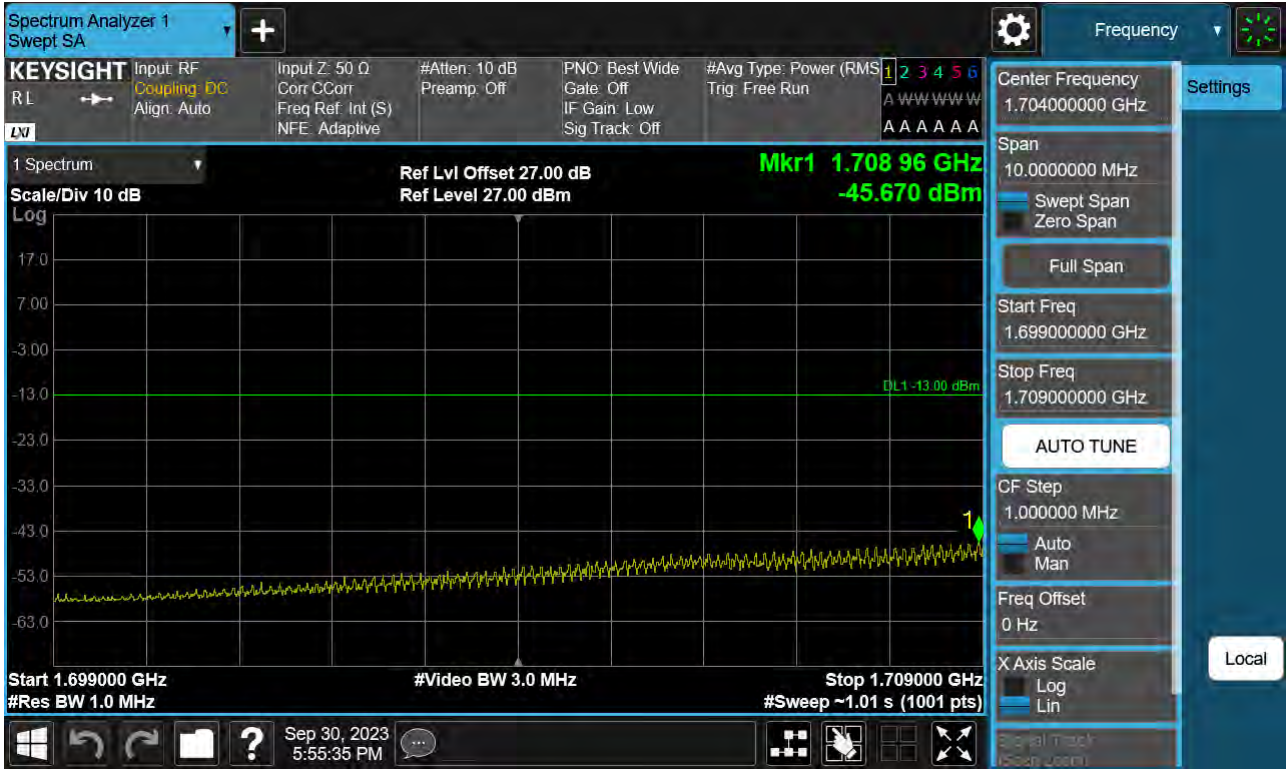 Spectrum Analyzer 1
Swept SA
+
Frequency
KEYSIGHT
R L
LXI
Input: RF
Coupling: DC
Align: Auto
Input Z: 50 Ω
Corr CCorr
Freq Ref: Int (S)
NFE: Adaptive
#Atten: 10 dB
Preamp: Off
PNO: Best Wide
Gate: Off
IF Gain: Low
Sig Track: Off
#Avg Type: Power (RMS
Trig: Free Run
1 2 3 4 5 6
A W W W W W
A A A A A A
1 Spectrum
Scale/Div 10 dB
Log
Ref Lvl Offset 27.00 dB
Ref Level 27.00 dBm
Mkr1 1.708 96 GHz
-45.670 dBm
17.0
7.00
-3.00
-13.0
-23.0
-33.0
-43.0
-53.0
-63.0
DL1 -13.00 dBm
1
Start 1.699000 GHz
#Res BW 1.0 MHz
#Video BW 3.0 MHz
Stop 1.709000 GHz
#Sweep ~1.01 s (1001 pts)
Center Frequency
1.704000000 GHz
Span
10.0000000 MHz
Swept Span
Zero Span
Full Span
Start Freq
1.699000000 GHz
Stop Freq
1.709000000 GHz
AUTO TUNE
CF Step
1.000000 MHz
Auto
Man
Freq Offset
0 Hz
X Axis Scale
Log
Lin
Signal Track
(Span Zoom)
Settings
Local
?
Sep 30, 2023
5:55:35 PM